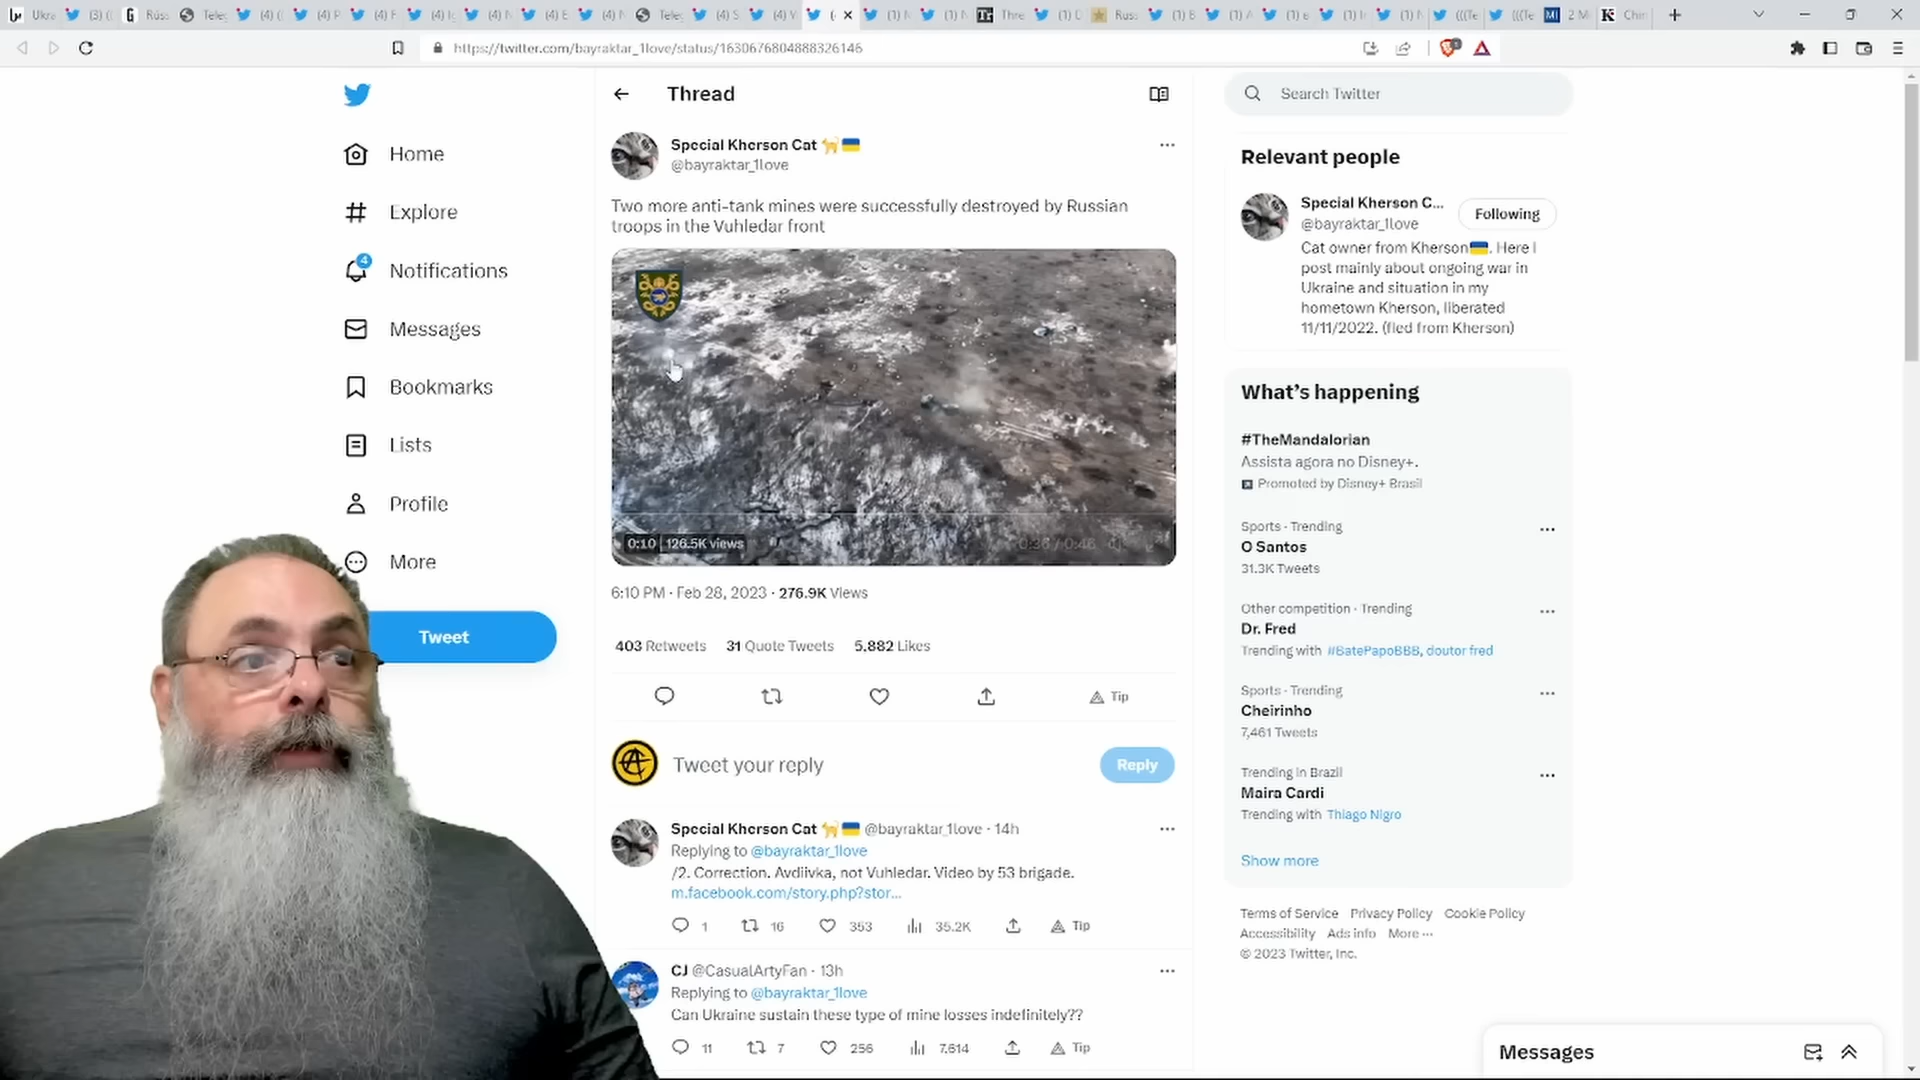 https://twitter.com/bayraktar_1love/status/1630676804888326146
Home
Explore
4
Notifications
Messages
Bookmarks
Lists
Profile
More
Tweet
Thread
Special Kherson Cat
@bayraktar_1love
Two more anti-tank mines were successfully destroyed by Russian
troops in the Vuhledar front
0:10 126.5K views
0:36 / 0:46
6:10 PM · Feb 28, 2023 · 276.9K Views
403 Retweets 31 Quote Tweets 5,882 Likes
Tip
Tweet your reply
Reply
Special Kherson Cat @bayraktar_1love · 14h
Replying to @bayraktar_1love
/2. Correction. Avdiivka, not Vuhledar. Video by 53 brigade.
m.facebook.com/story.php?stor...
1 16 353 35.2K Tip
CJ @CasualArtyFan · 13h
Replying to @bayraktar_1love
Can Ukraine sustain these type of mine losses indefinitely??
11 7 256 7,614 Tip
Search Twitter
Relevant people
Special Kherson C...
@bayraktar_1love
Following
Cat owner from Kherson. Here I
post mainly about ongoing war in
Ukraine and situation in my
hometown Kherson, liberated
11/11/2022. (fled from Kherson)
What's happening
#TheMandalorian
Assista agora no Disney+.
Promoted by Disney+ Brasil
Sports · Trending
O Santos
31.3K Tweets
Other competition · Trending
Dr. Fred
Trending with #BatePapoBBB, doutor fred
Sports · Trending
Cheirinho
7,461 Tweets
Trending in Brazil
Maira Cardi
Trending with Thiago Nigro
Show more
Terms of Service Privacy Policy Cookie Policy
Accessibility Ads info More ...
© 2023 Twitter, Inc.
Messages